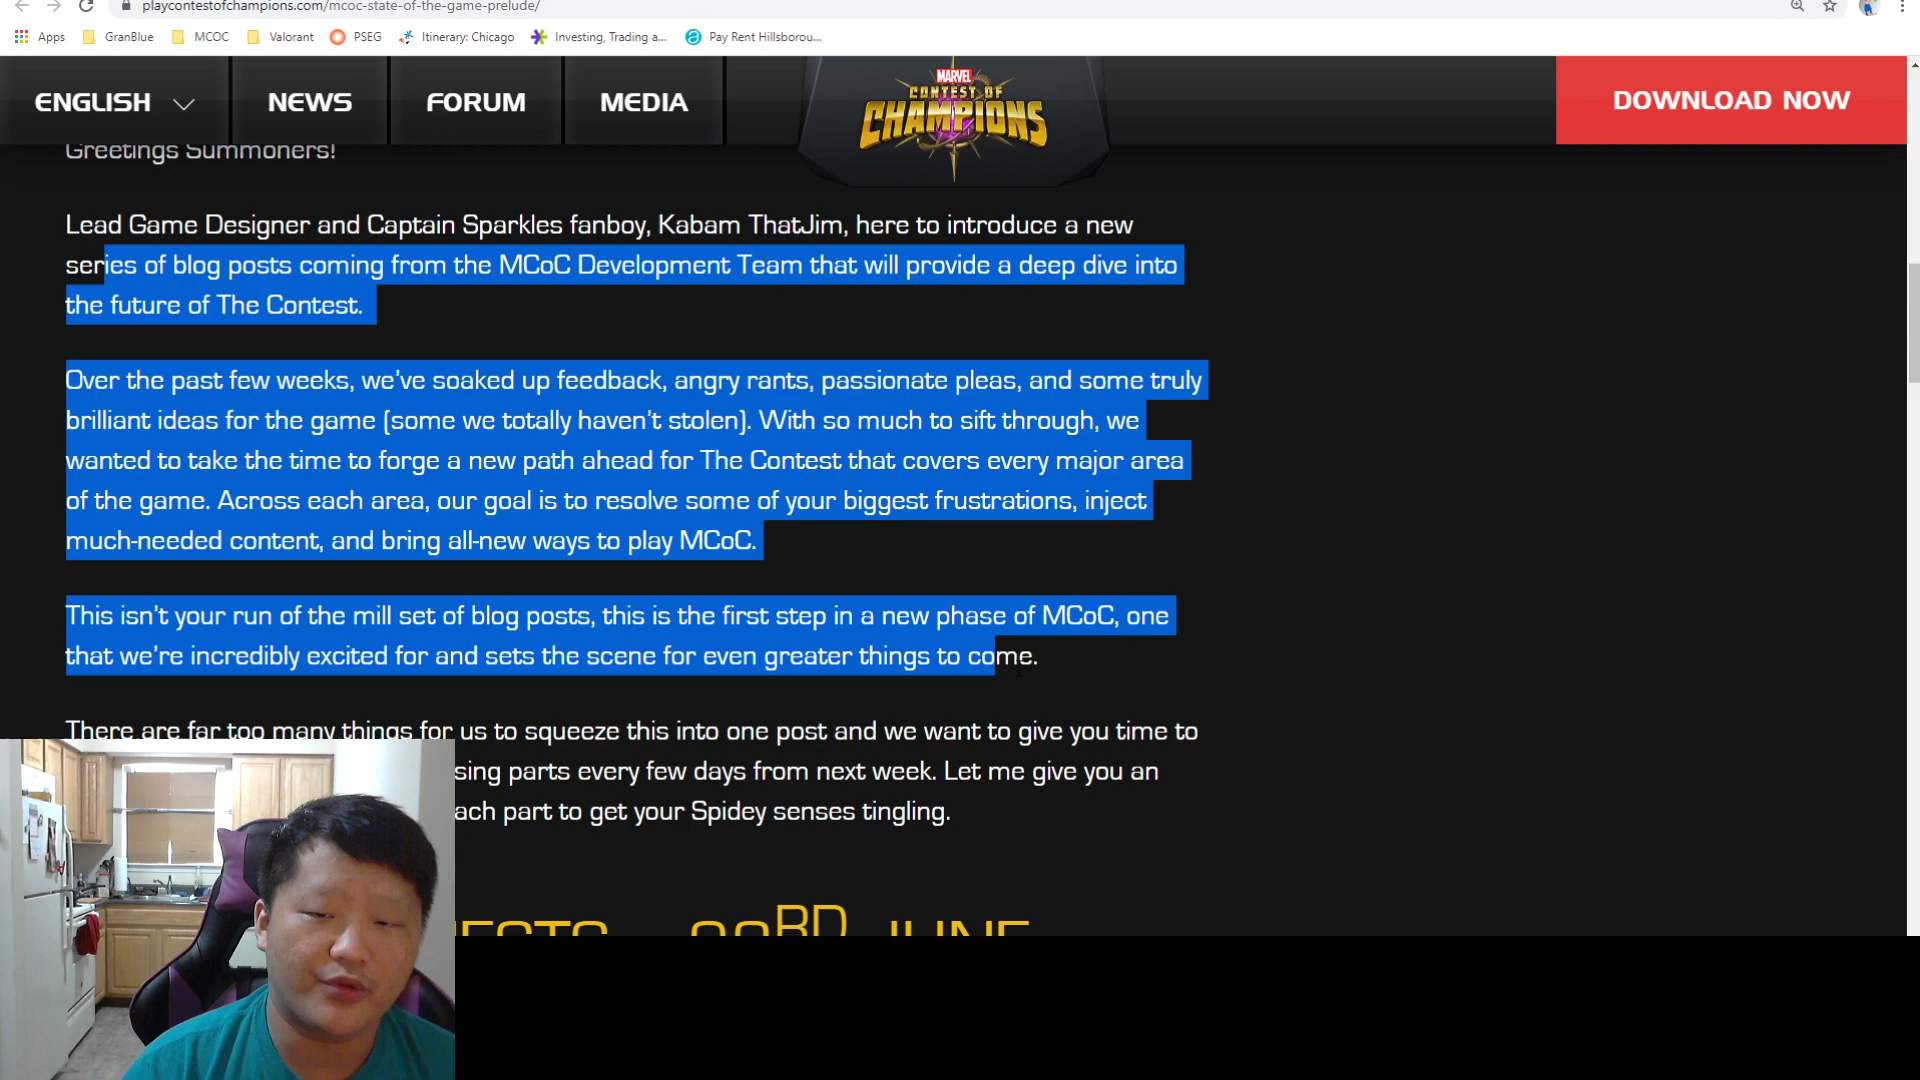 playcontestofchampions.com/mcoc-state-of-the-game-prelude/
Apps GranBlue MCOC Valorant PSEG Itinerary: Chicago Investing, Trading a... Pay Rent Hillsborou...
ENGLISH NEWS FORUM MEDIA MARVEL CONTEST OF CHAMPIONS DOWNLOAD NOW
Greetings Summoners!
Lead Game Designer and Captain Sparkles fanboy, Kabam ThatJim, here to introduce a new
series of blog posts coming from the MCoC Development Team that will provide a deep dive into
the future of The Contest.
Over the past few weeks, we've soaked up feedback, angry rants, passionate pleas, and some truly
brilliant ideas for the game (some we totally haven't stolen). With so much to sift through, we
wanted to take the time to forge a new path ahead for The Contest that covers every major area
of the game. Across each area, our goal is to resolve some of your biggest frustrations, inject
much-needed content, and bring all-new ways to play MCoC.
This isn't your run of the mill set of blog posts, this is the first step in a new phase of MCoC, one
that we're incredibly excited for and sets the scene for even greater things to come.
There are far too many things for us to squeeze this into one post and we want to give you time to
sing parts every few days from next week. Let me give you an
ach part to get your Spidey senses tingling.
RD JUNE